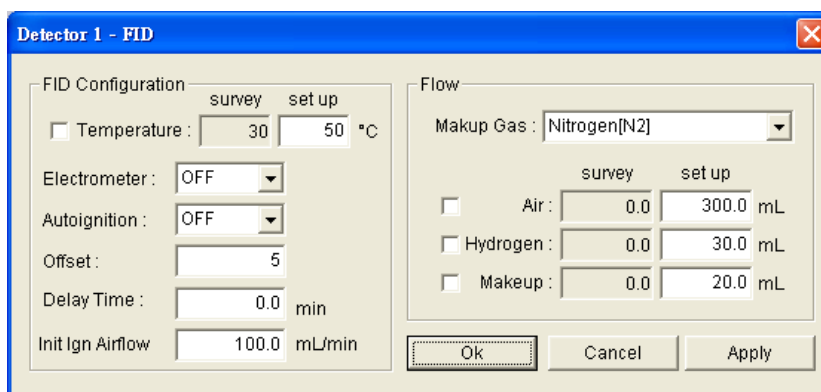 Detector 1 - FID
FID Configuration
survey set up
Temperature : 30 50 °C
Electrometer : OFF
Autoignition : OFF
Offset : 5
Delay Time : 0.0 min
Init Ign Airflow 100.0 mL/min
Flow
Makup Gas : Nitrogen[N2]
survey set up
Air : 0.0 300.0 mL
Hydrogen : 0.0 30.0 mL
Makeup : 0.0 20.0 mL
Ok Cancel Apply